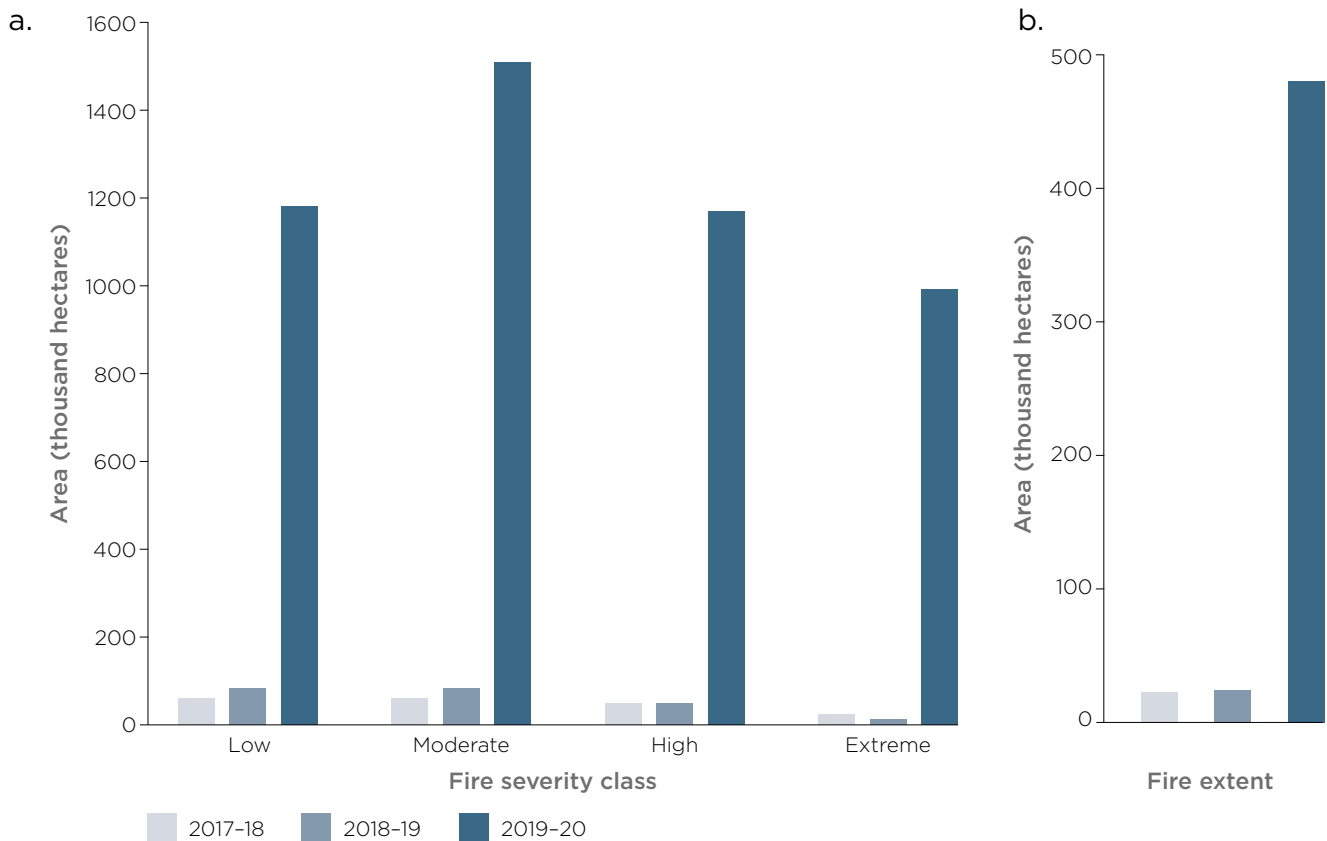 a.
Area (thousand hectares)
1600
1400
1200
1000
800
600
400
200
0
Low Moderate High Extreme
Fire severity class
2017–18 2018–19 2019–20
b.
Area (thousand hectares)
500
400
300
200
100
0
Fire extent